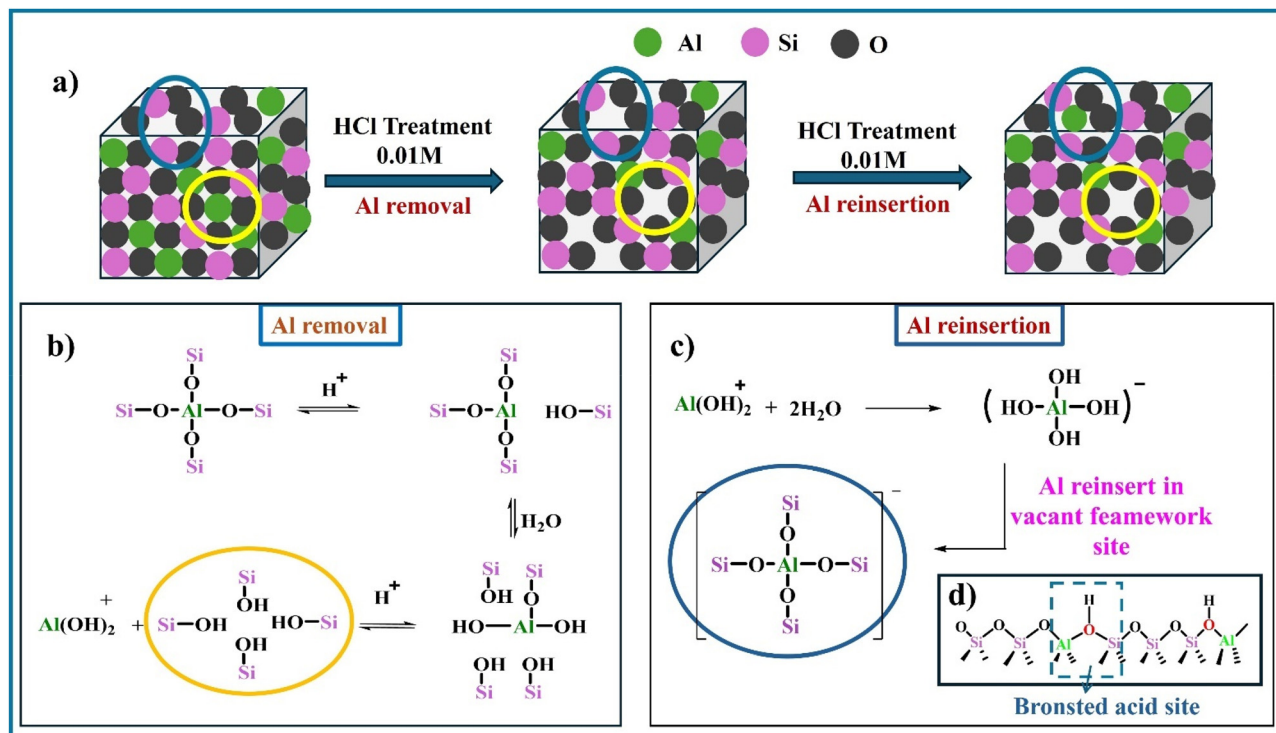 Al Si O
a)
HCl Treatment
0.01M
Al removal
HCl Treatment
0.01M
Al reinsertion
Al removal
b)
Si
O
Si—O—Al—O—Si
O
Si
H⁺
Si
O
Si—O—Al HO—Si
O
Si
H₂O
Si Si
OH O
HO—Al—OH
OH OH
Si Si
H⁺
Si
OH
Si—OH HO—Si
OH
Si
Al(OH)₂⁺ +
Al reinsertion
c)
Al(OH)₂⁺ + 2H₂O
OH
(HO—Al—OH)⁻
OH
Al reinsert in
vacant feamework
site
Si
O
[Si—O—Al—O—Si]⁻
O
Si
d)
H H
O O O O O O O
Si Si Al Si Si Si Al
Bronsted acid site